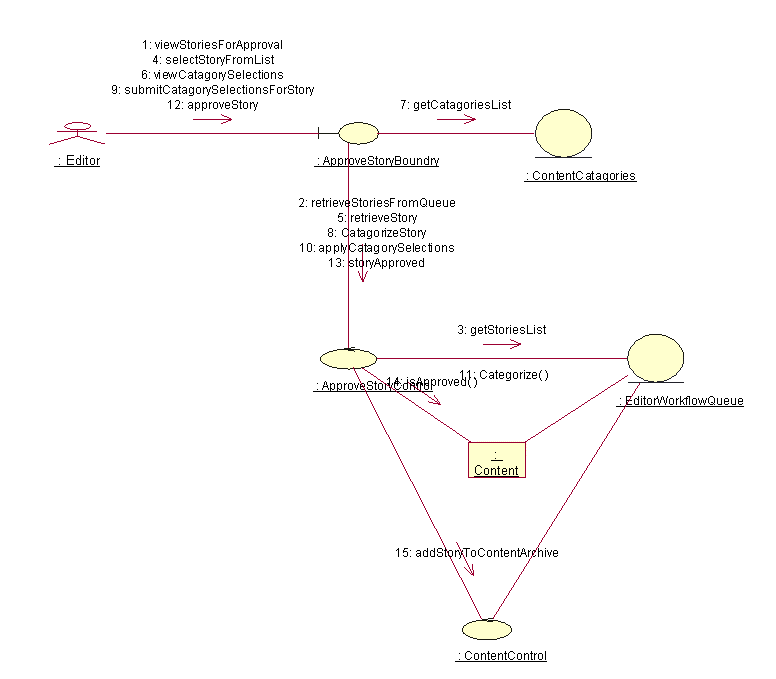 1: viewStoriesForApproval
4: selectStoryFromList
6: viewCatagorySelections
9: submitCatagorySelectionsForStory
12: approveStory
7: getCatagoriesList
: Editor
: ApproveStoryBoundry
: ContentCatagories
2: retrieveStoriesFromQueue
5: retrieveStory
8: CatagorizeStory
10: applyCatagorySelections
13: storyApproved
3: getStoriesList
11: Categorize( )
14: isApproved( )
: ApproveStoryControl
: EditorWorkflowQueue
:
Content
15: addStoryToContentArchive
: ContentControl